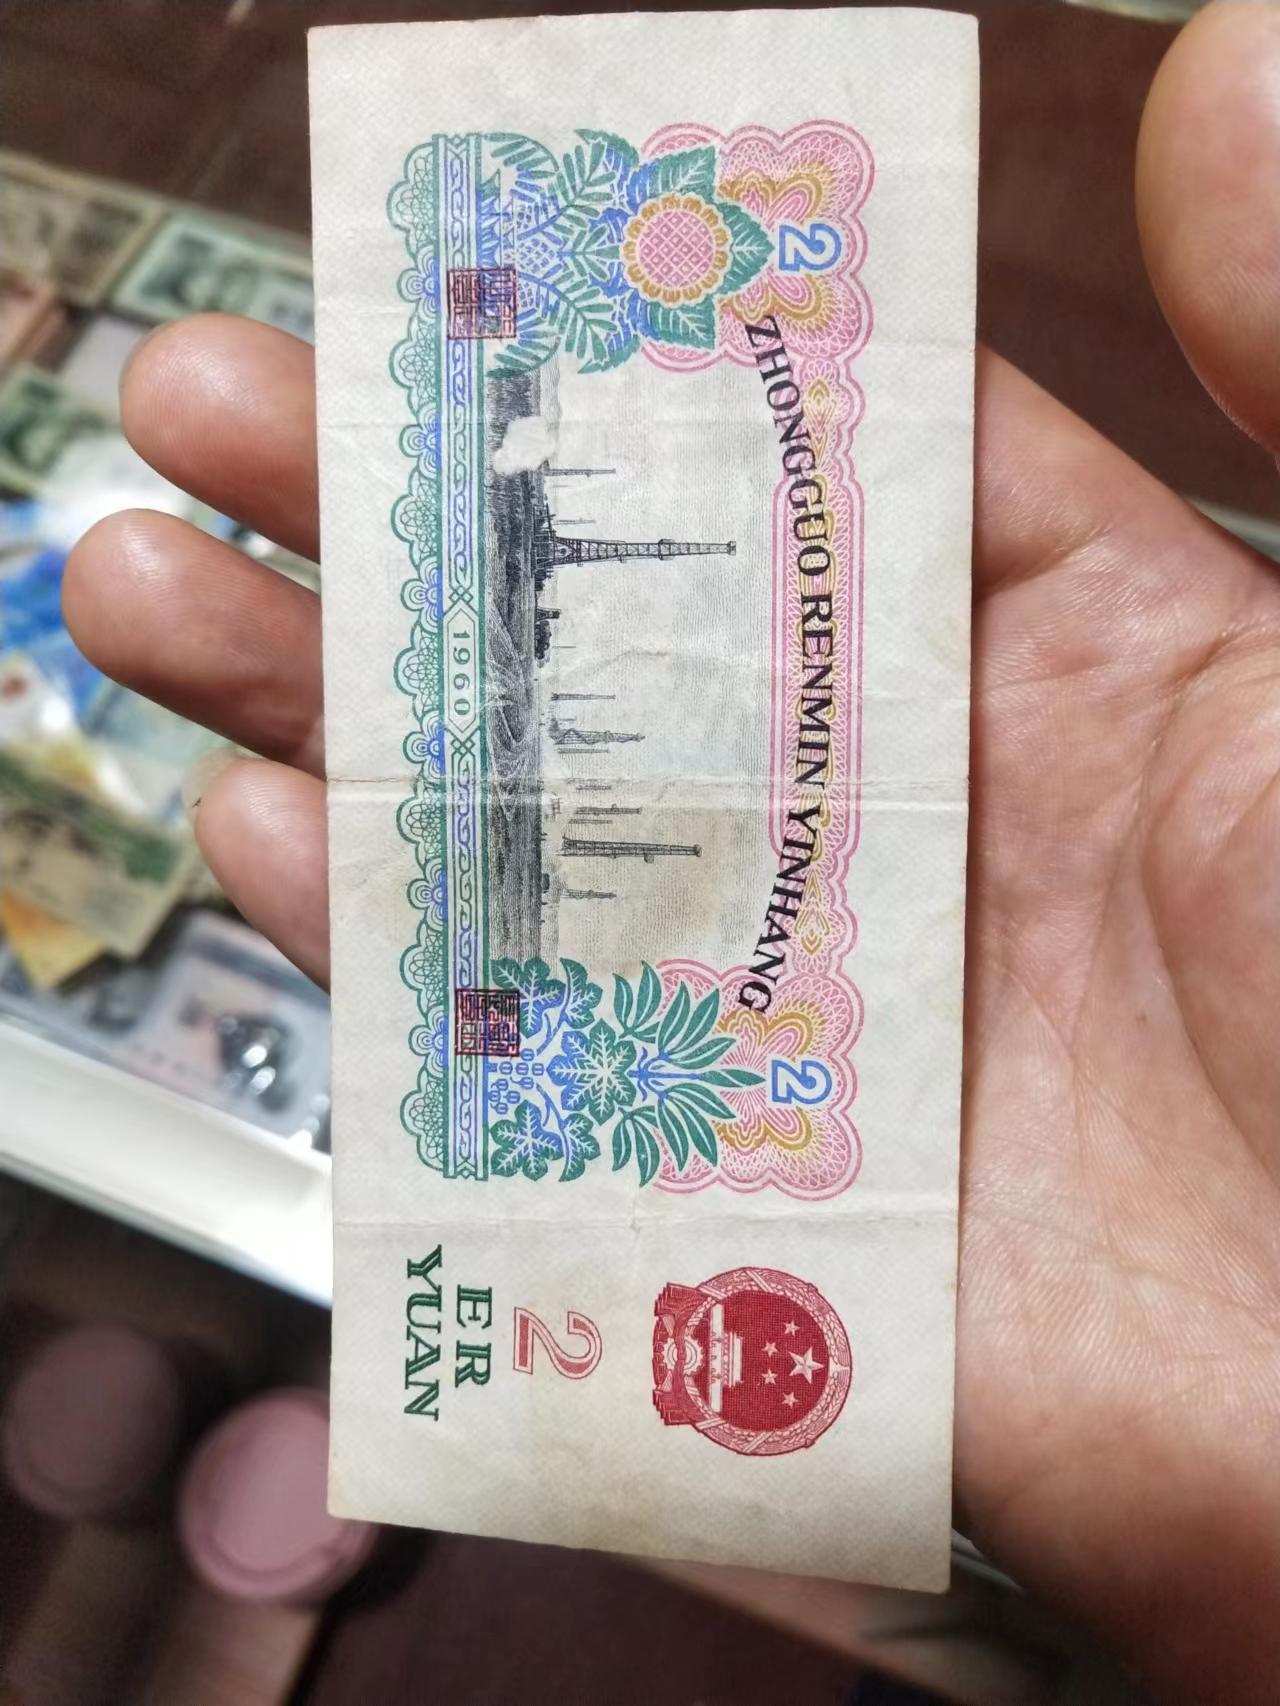 ZHONGGUO RENMIN YINHANG
2
2
2
ER
YUAN
1960